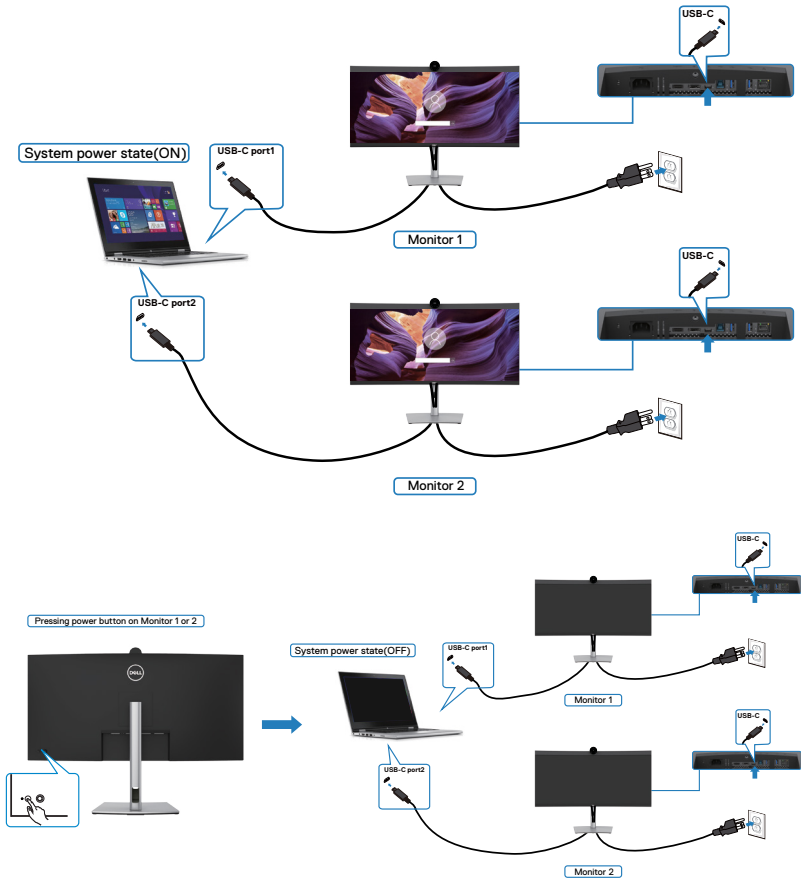 USB-C
System power state(ON)
USB-C port1
Monitor 1
USB-C
USB-C port2
Monitor 2
USB-C
Pressing power button on Monitor 1 or 2
System power state(OFF)
USB-C port1
DELL
Monitor 1
USB-C
USB-C port2
Monitor 2